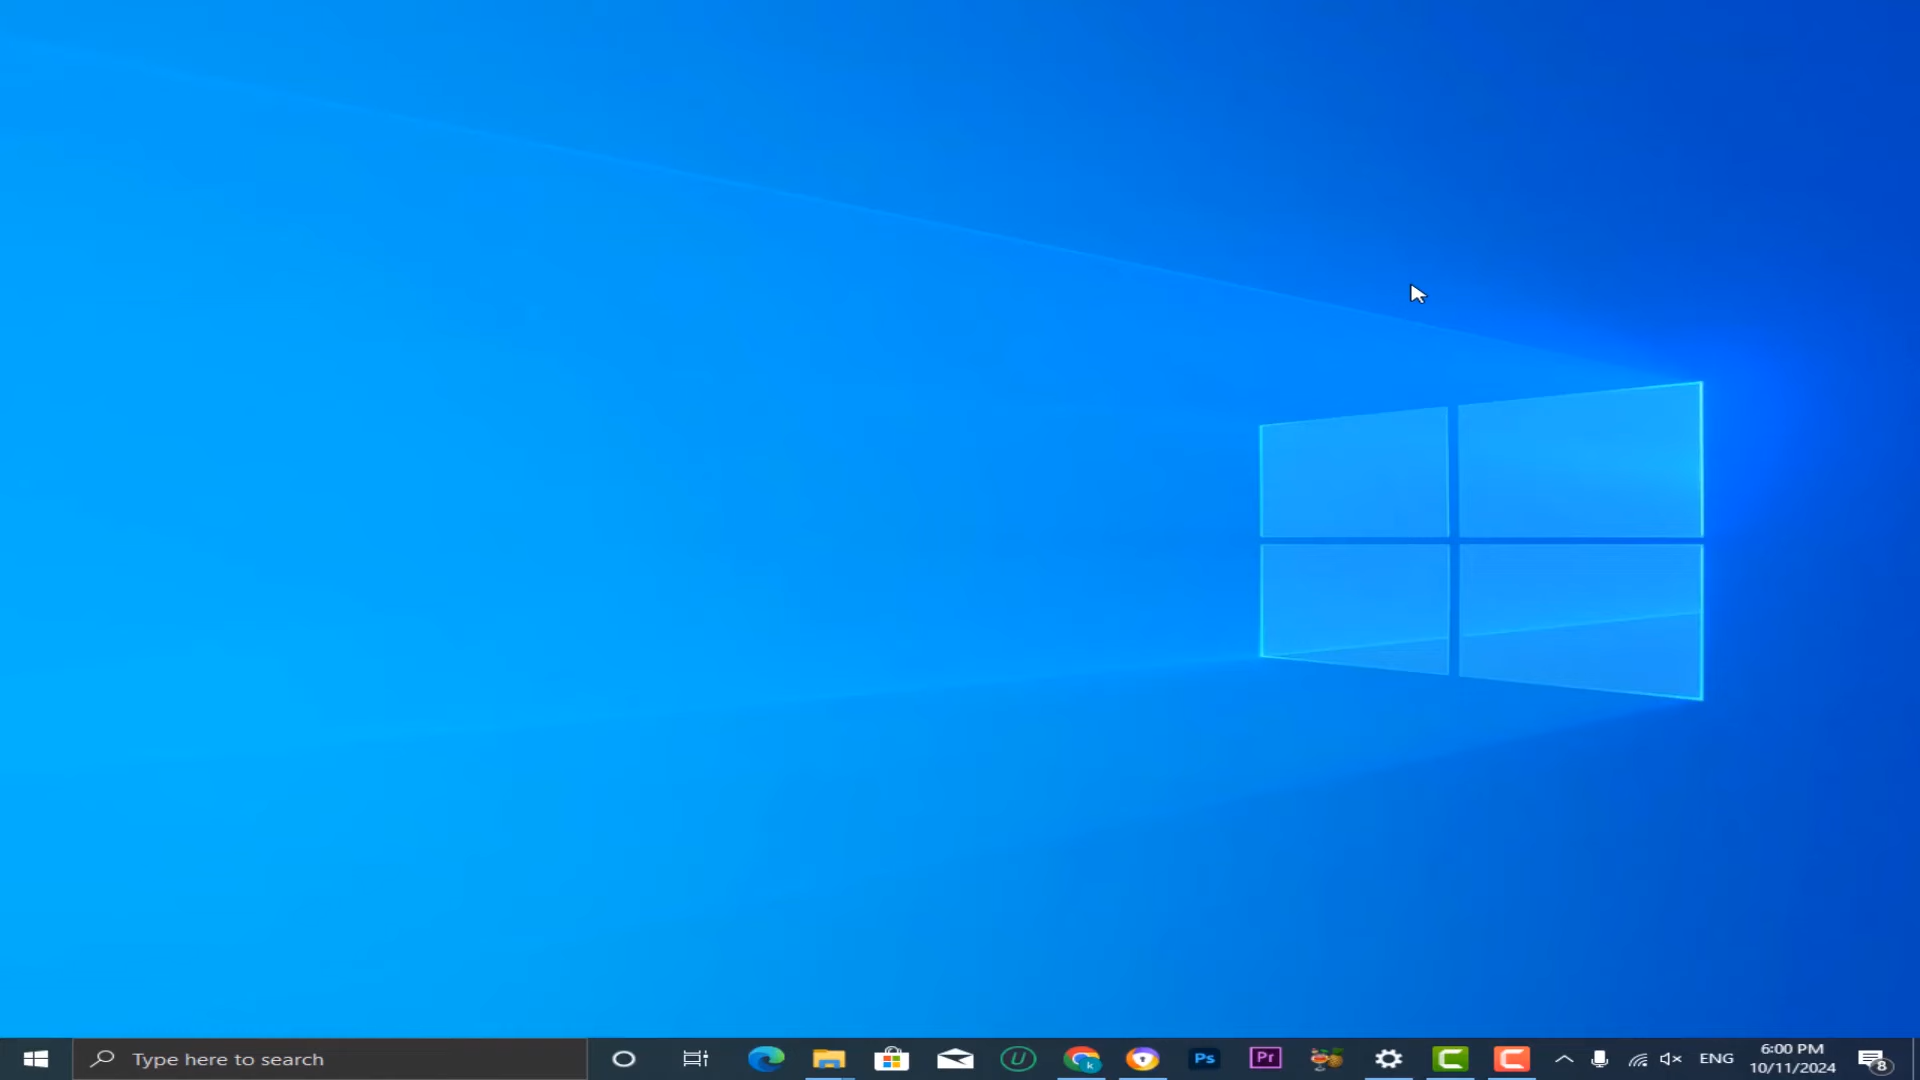 Type here to search
k
U
Ps
Pr
ENG
6:00 PM
10/11/2024
8